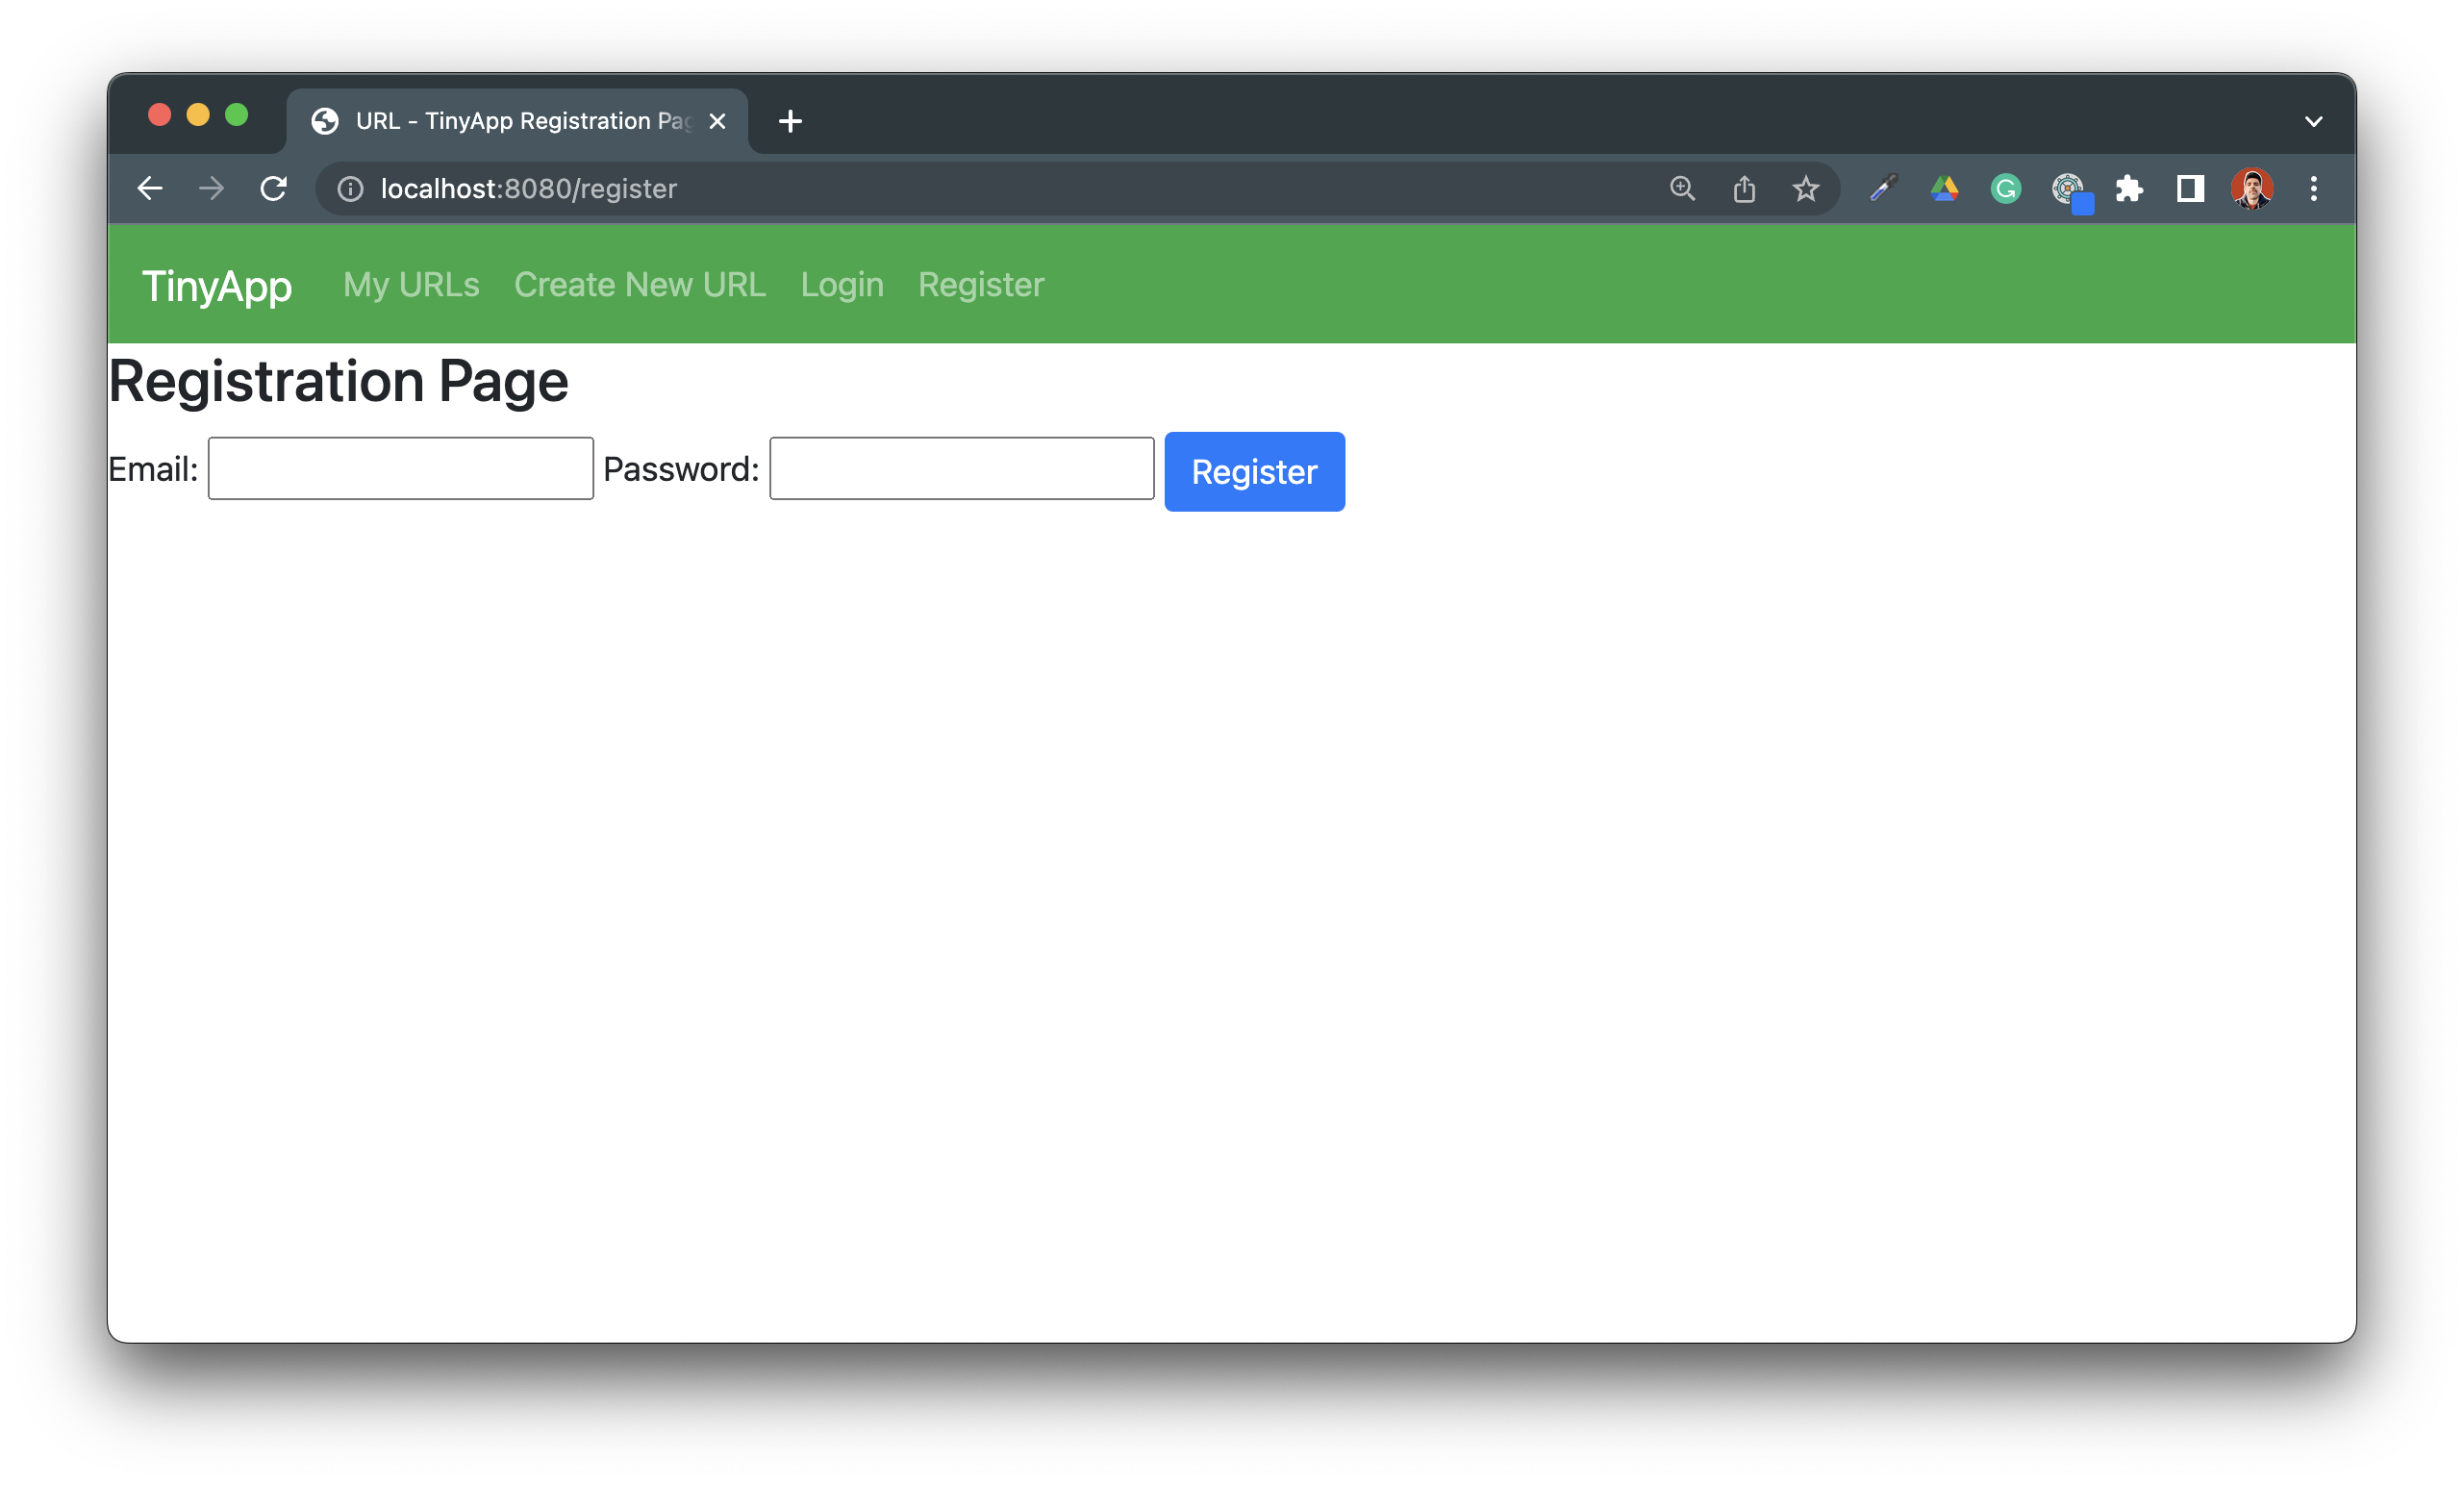 URL - TinyApp Registration Pag
localhost:8080/register
TinyApp My URLs Create New URL Login Register
Registration Page
Email: Password: Register